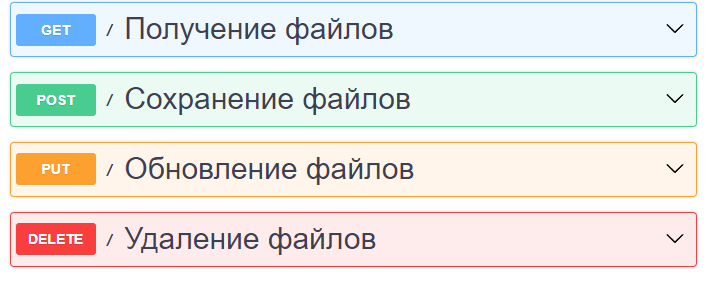 GET / Получение файлов
POST / Сохранение файлов
PUT / Обновление файлов
DELETE / Удаление файлов